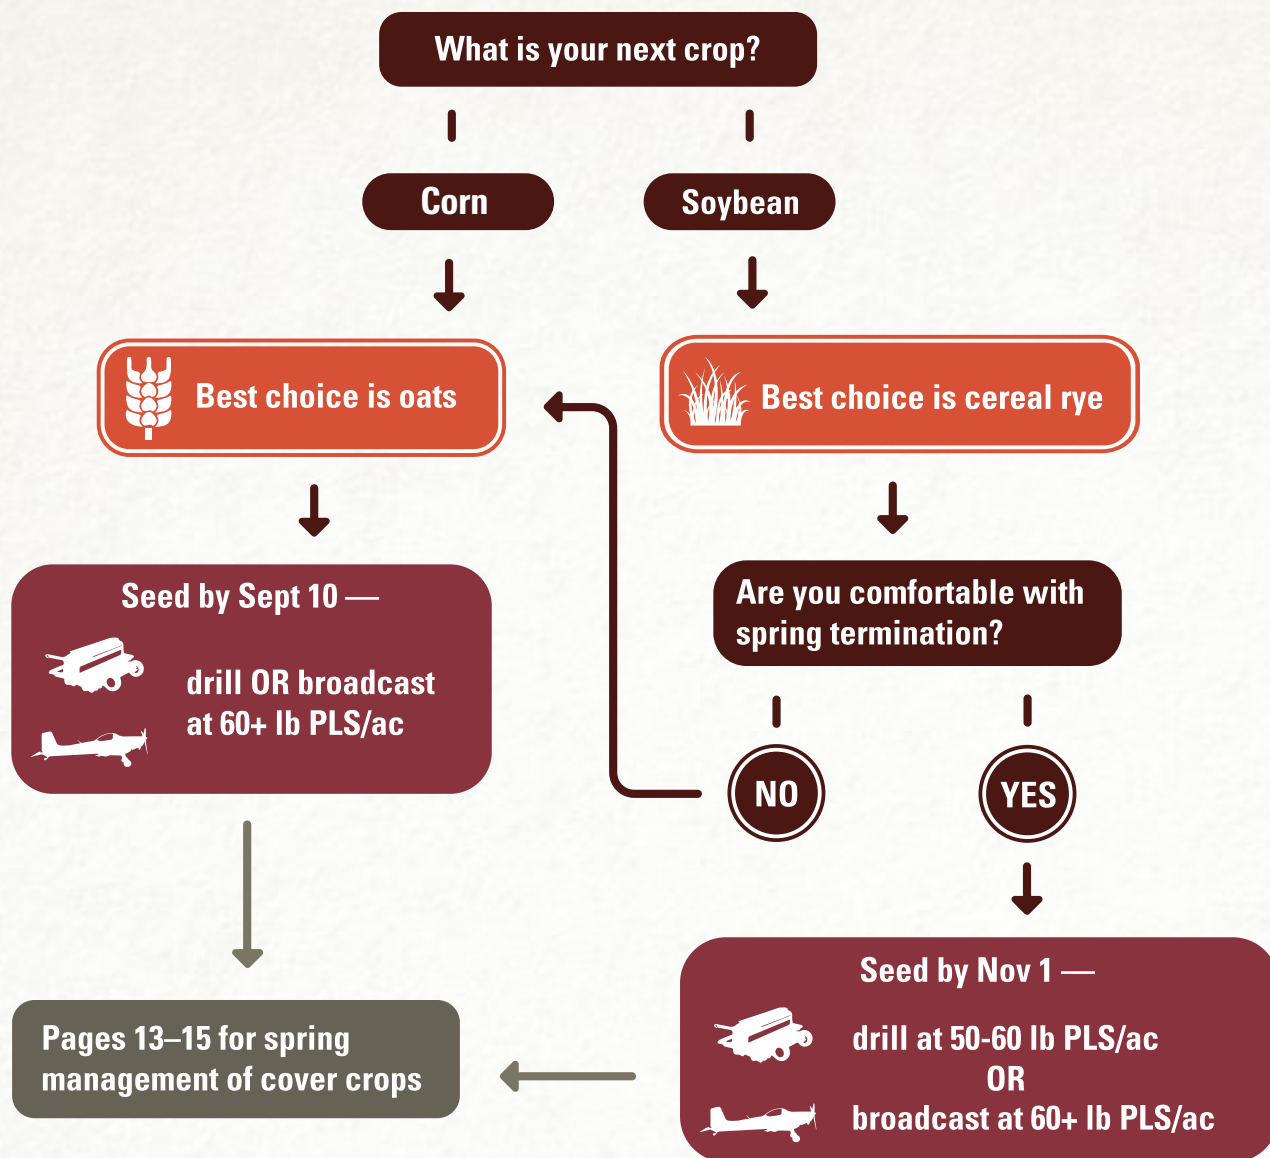 What is your next crop?
Corn
Soybean
Best choice is oats
Best choice is cereal rye
Seed by Sept 10 —
drill OR broadcast
at 60+ lb PLS/ac
Are you comfortable with
spring termination?
NO
YES
Seed by Nov 1 —
drill at 50-60 lb PLS/ac
OR
broadcast at 60+ lb PLS/ac
Pages 13–15 for spring
management of cover crops